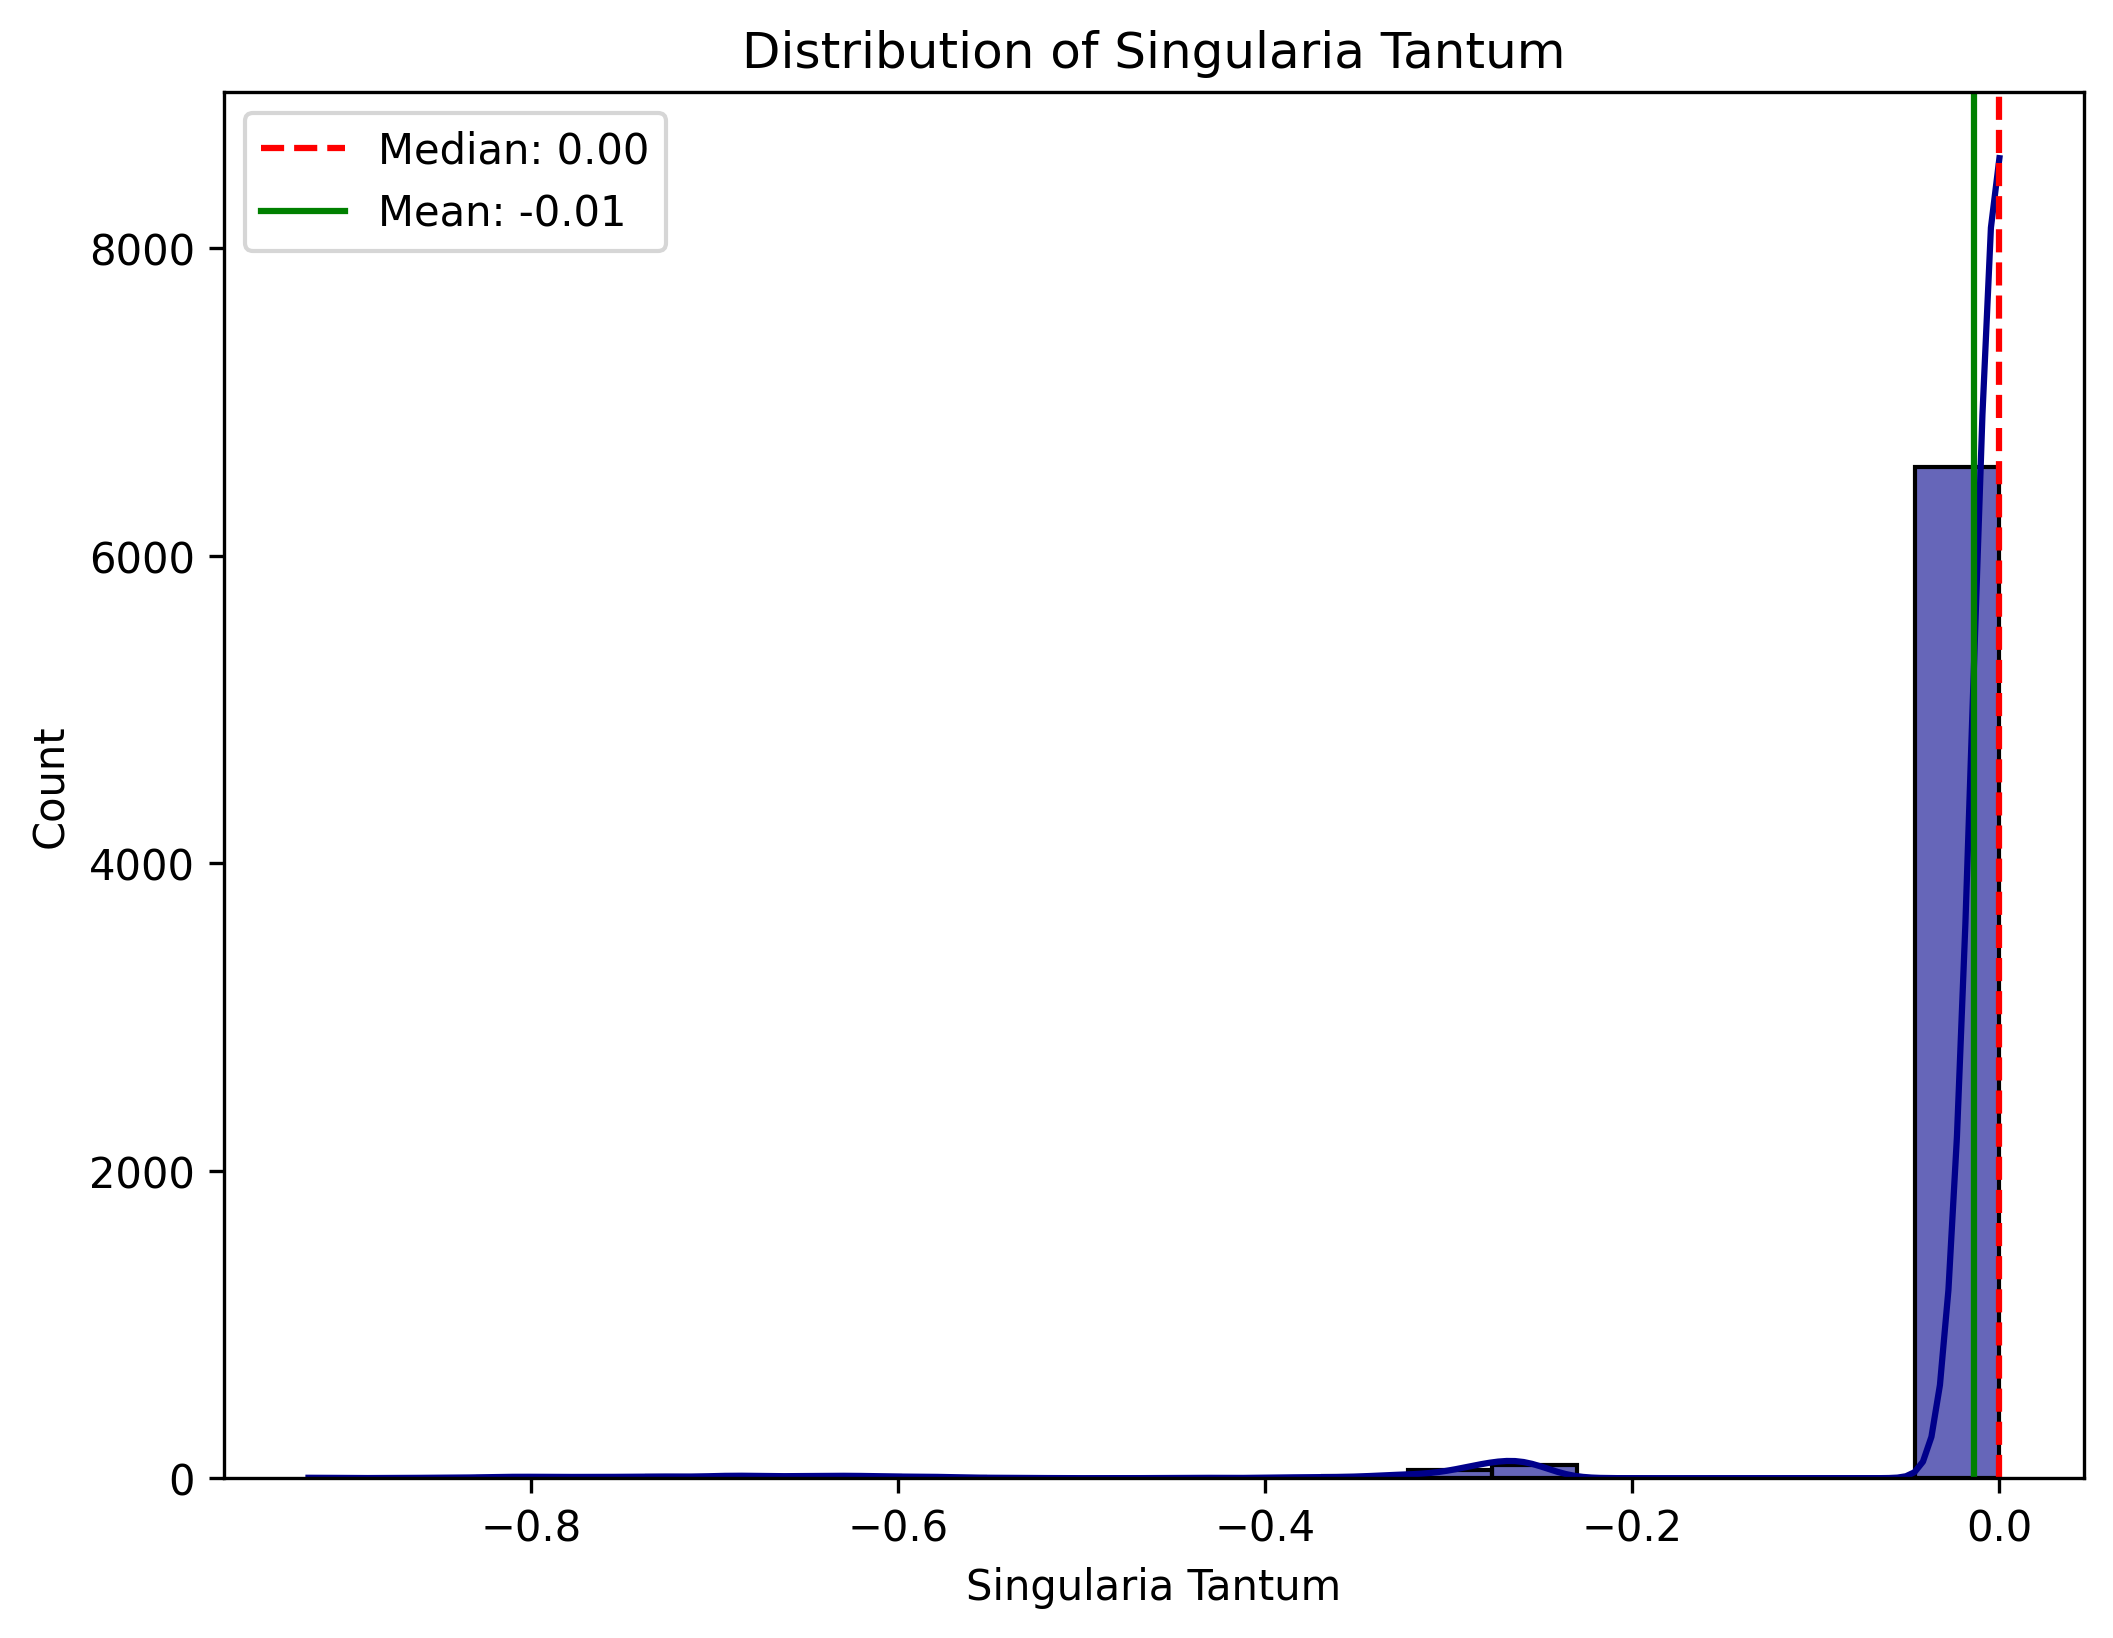 Distribution of Singularia Tantum
Median: 0.00
Mean: -0.01
8000
6000
4000
2000
0
Count
−0.8
−0.6
−0.4
−0.2
0.0
Singularia Tantum